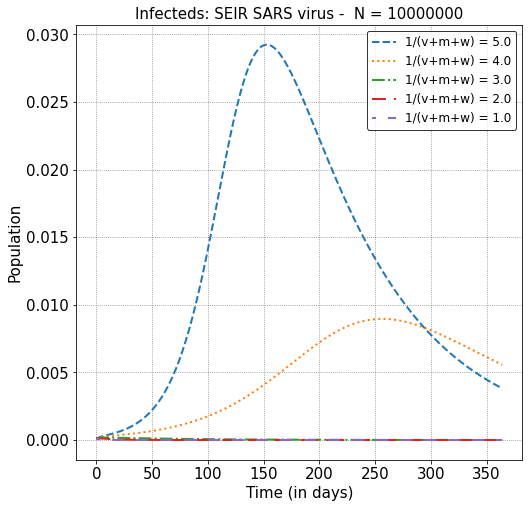 Infecteds: SEIR SARS virus -  N = 10000000
1/(v+m+w) = 5.0
1/(v+m+w) = 4.0
1/(v+m+w) = 3.0
1/(v+m+w) = 2.0
1/(v+m+w) = 1.0
Population
0.030
0.025
0.020
0.015
0.010
0.005
0.000
0 50 100 150 200 250 300 350
Time (in days)